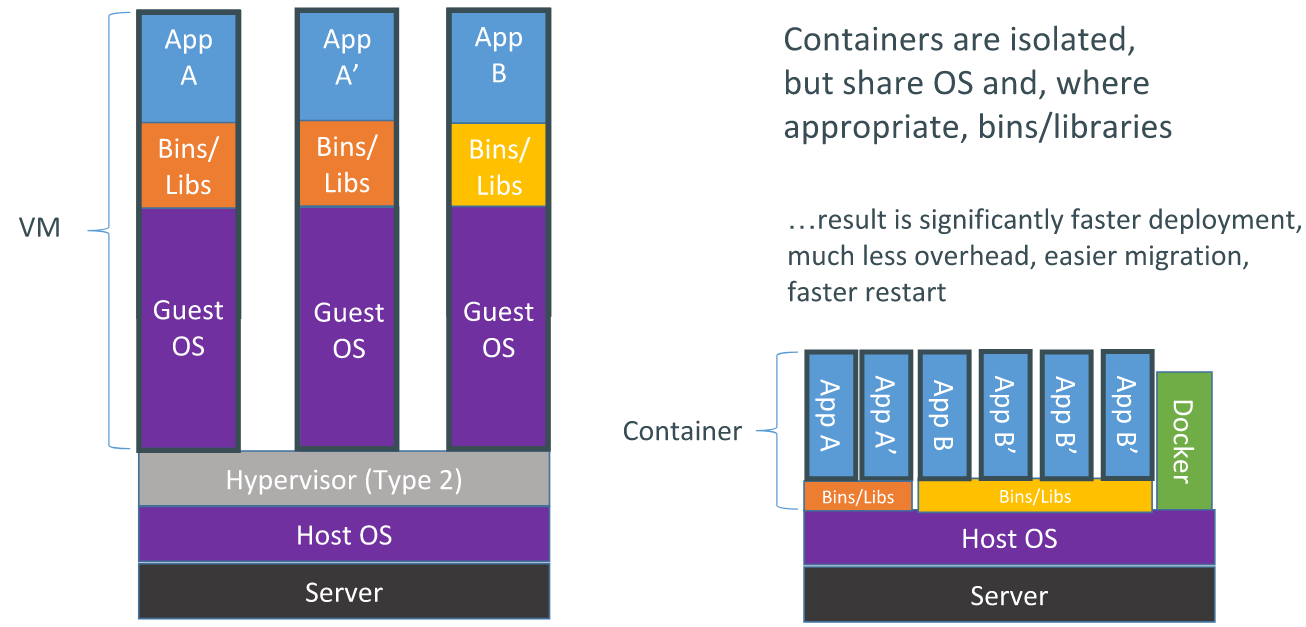 VM
App
A
App
A’
App
B
Bins/
Libs
Bins/
Libs
Bins/
Libs
Guest
OS
Guest
OS
Guest
OS
Hypervisor (Type 2)
Host OS
Server
Containers are isolated,
but share OS and, where
appropriate, bins/libraries
…result is significantly faster deployment,
much less overhead, easier migration,
faster restart
Container
App A
App A’
App B
App B’
App B’
App B’
Docker
Bins/Libs
Bins/Libs
Host OS
Server